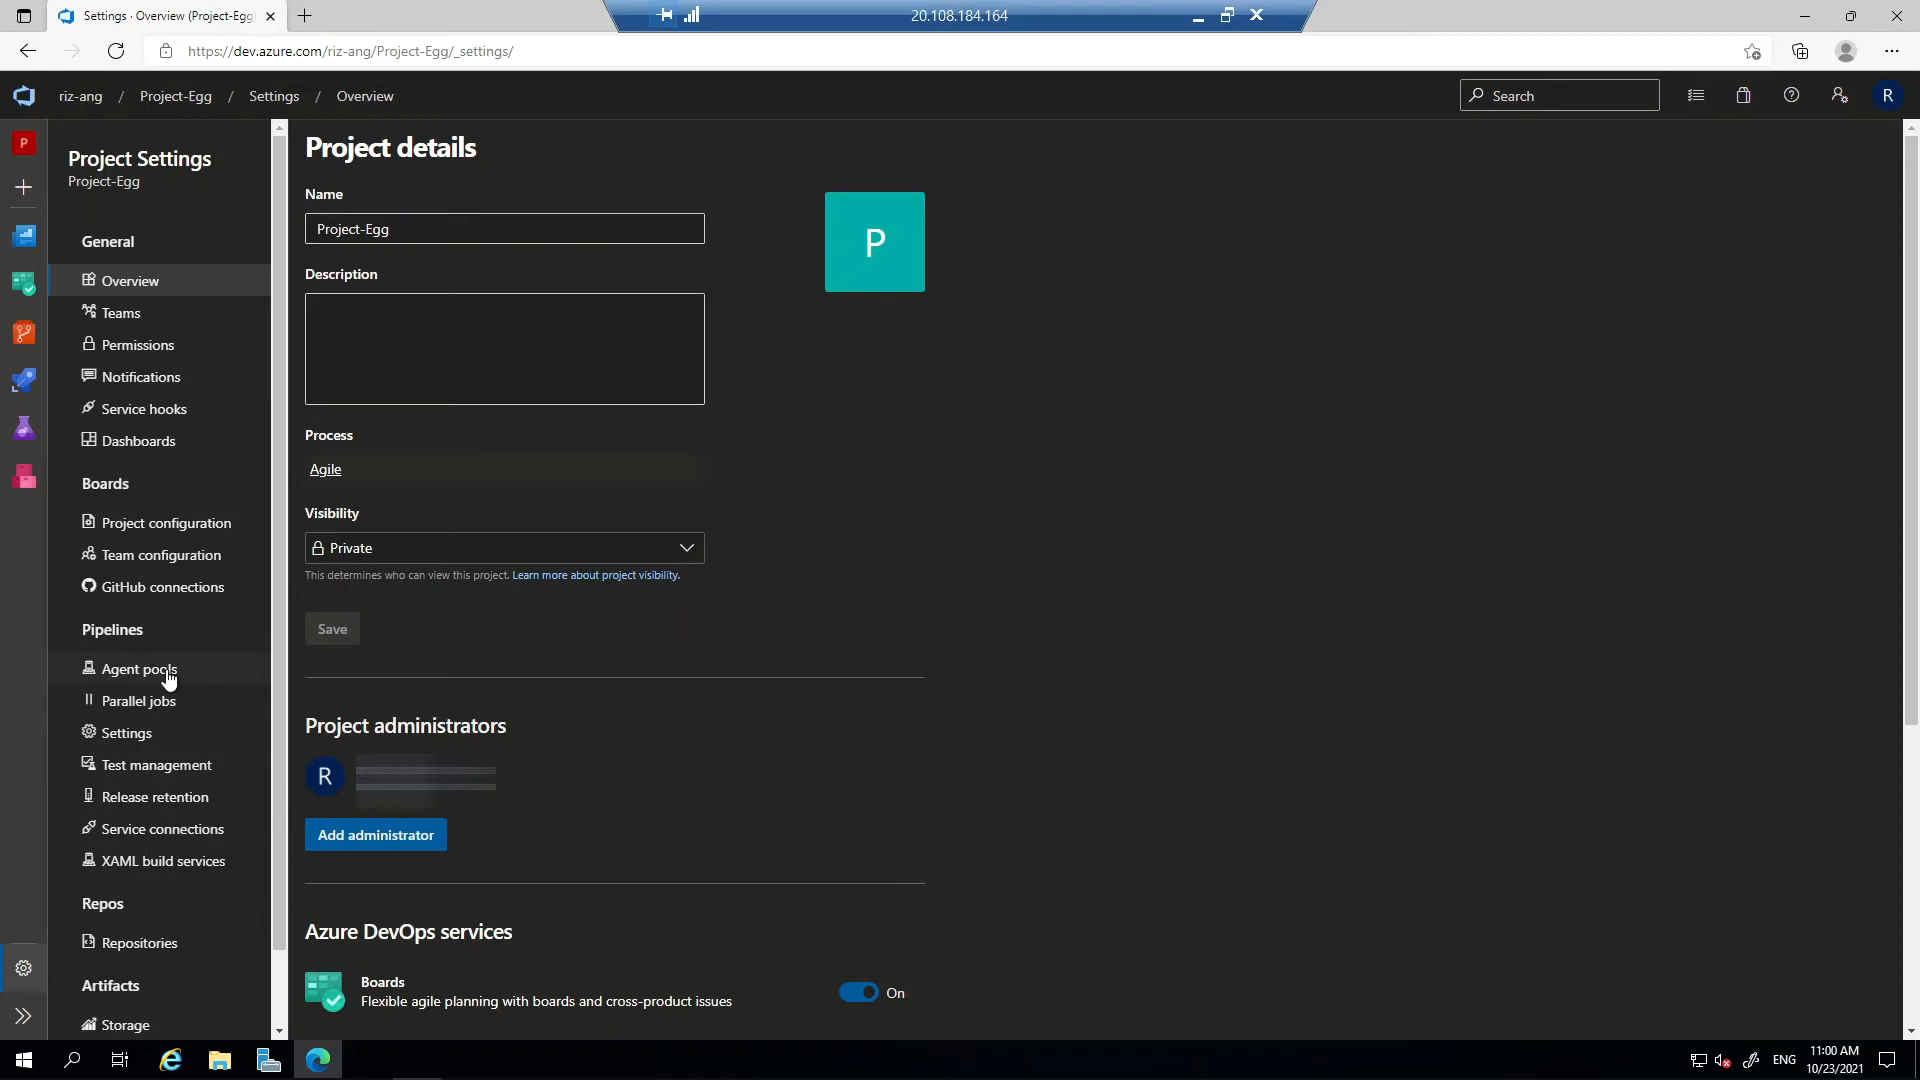 Settings · Overview (Project-Egg)
20.108.184.164
https://dev.azure.com/riz-ang/Project-Egg/_settings/
riz-ang / Project-Egg / Settings / Overview
Search
R
P
Project Settings
Project-Egg
General
Overview
Teams
Permissions
Notifications
Service hooks
Dashboards
Boards
Project configuration
Team configuration
GitHub connections
Pipelines
Agent pools
Parallel jobs
Settings
Test management
Release retention
Service connections
XAML build services
Repos
Repositories
Artifacts
Storage
Project details
Name
Project-Egg
P
Description
Process
Agile
Visibility
Private
This determines who can view this project. Learn more about project visibility.
Save
Project administrators
R
Add administrator
Azure DevOps services
Boards
Flexible agile planning with boards and cross-product issues
On
ENG
11:00 AM
10/23/2021